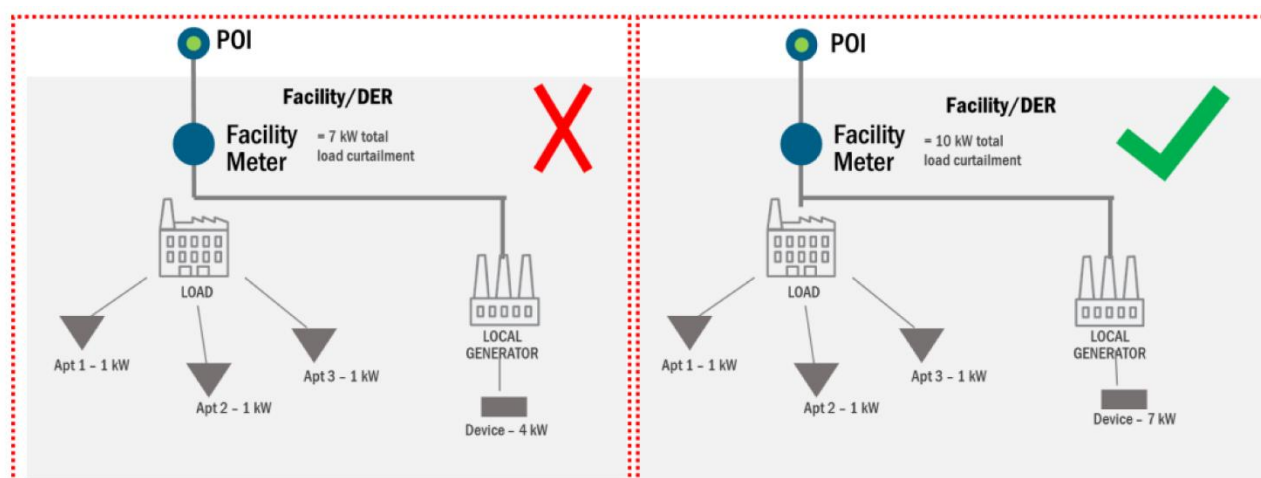 POI
Facility/DER
Facility
Meter
= 7 kW total
load curtailment
LOAD
Apt 1 – 1 kW
Apt 2 – 1 kW
Apt 3 – 1 kW
LOCAL
GENERATOR
Device – 4 kW
POI
Facility/DER
Facility
Meter
= 10 kW total
load curtailment
LOAD
Apt 1 – 1 kW
Apt 2 – 1 kW
Apt 3 – 1 kW
LOCAL
GENERATOR
Device – 7 kW